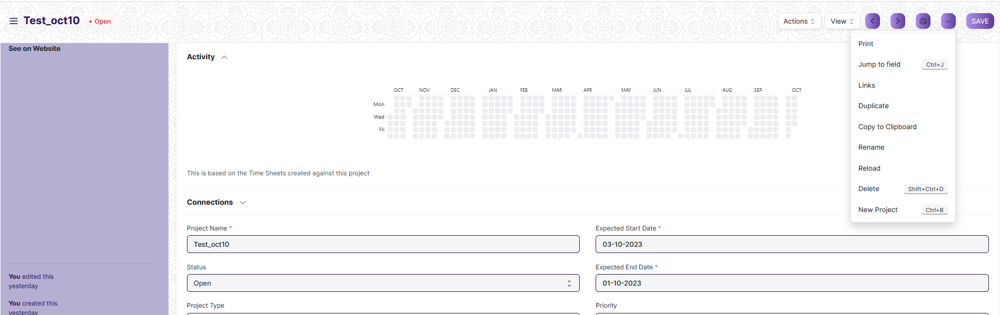 Test_oct10
• Open
Actions
View
SAVE
See on Website
Print
Jump to field Ctrl+J
Links
Duplicate
Copy to Clipboard
Rename
Reload
Delete Shift+Ctrl+D
New Project Ctrl+B
Activity
OCT NOV DEC JAN FEB MAR APR MAY JUN JUL AUG SEP OCT
Mon
Wed
Fri
This is based on the Time Sheets created against this project
Connections
Project Name *
Test_oct10
Expected Start Date *
03-10-2023
Status
Open
Expected End Date *
01-10-2023
Project Type
Priority
You edited this
yesterday
You created this
yesterday